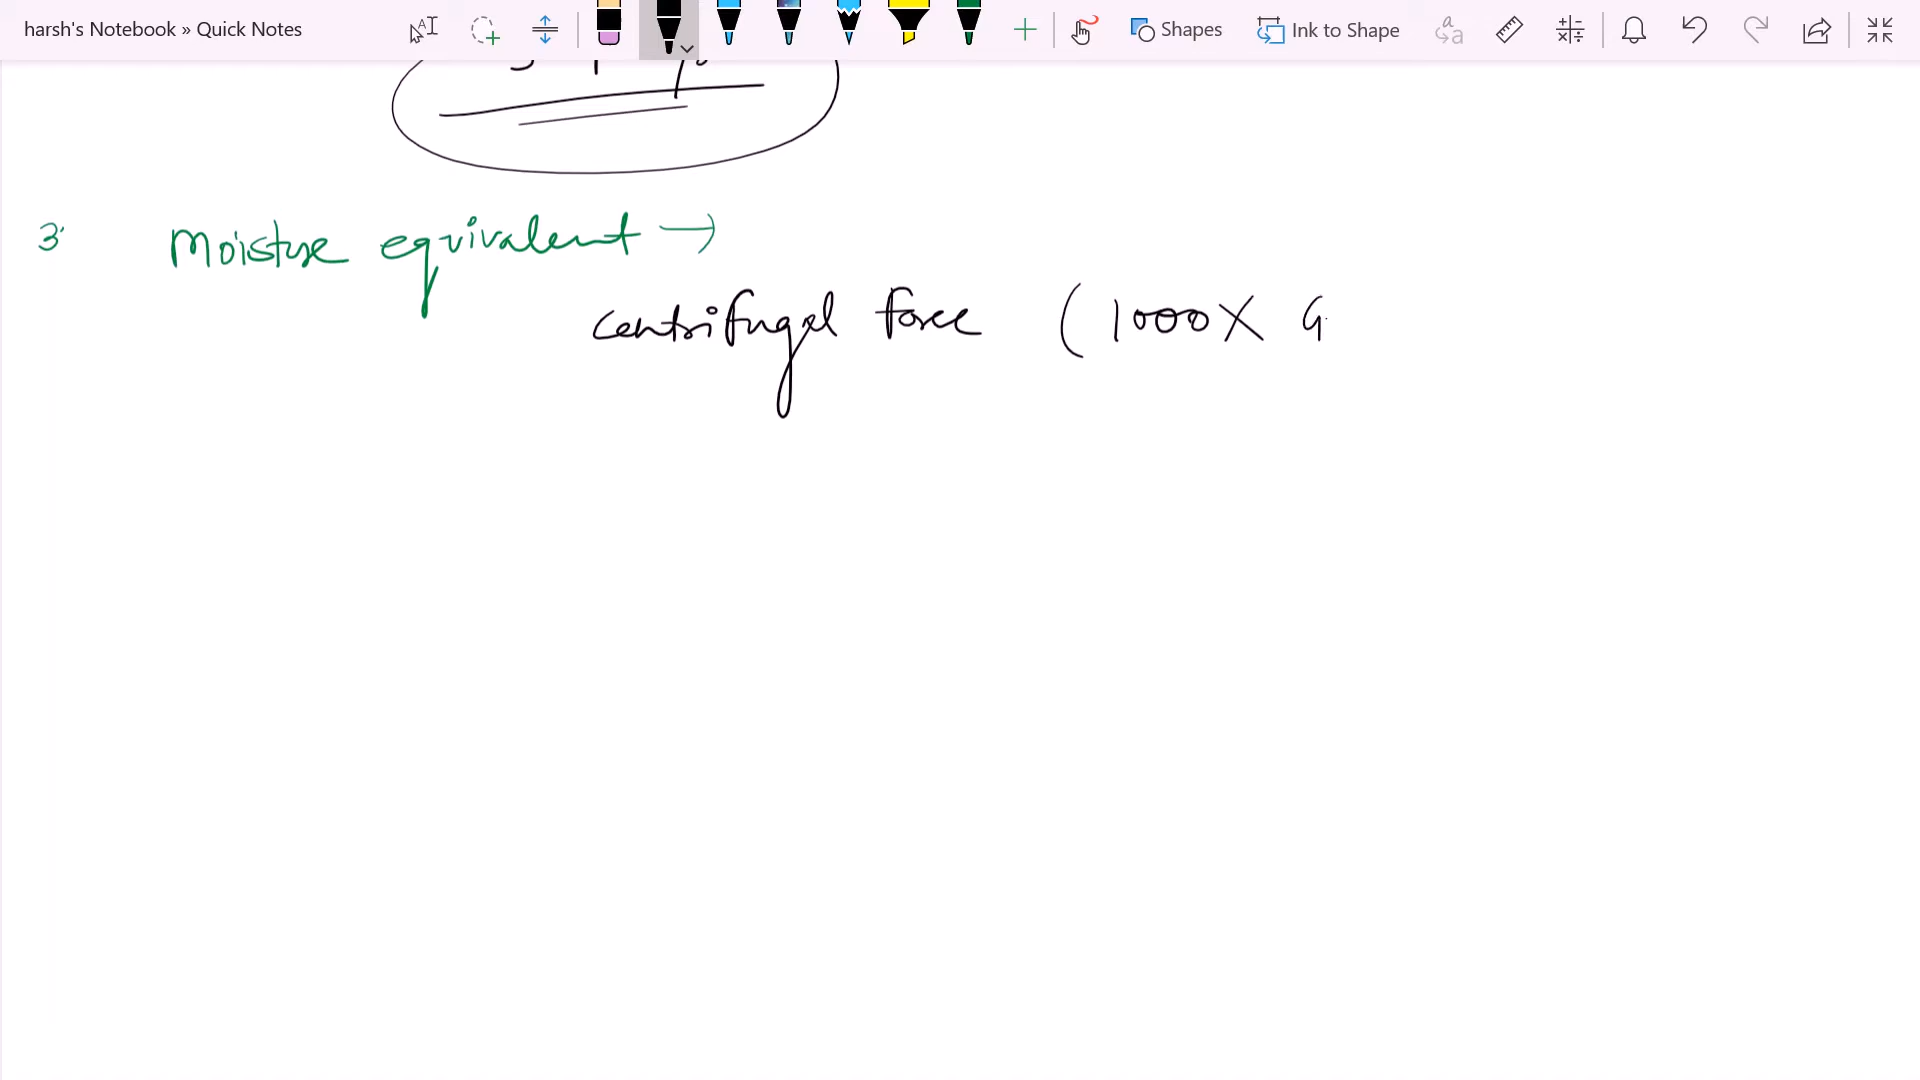 harsh's Notebook » Quick Notes
Shapes
Ink to Shape
3.
Moisture equivalent →
centrifugal force (1000 X G